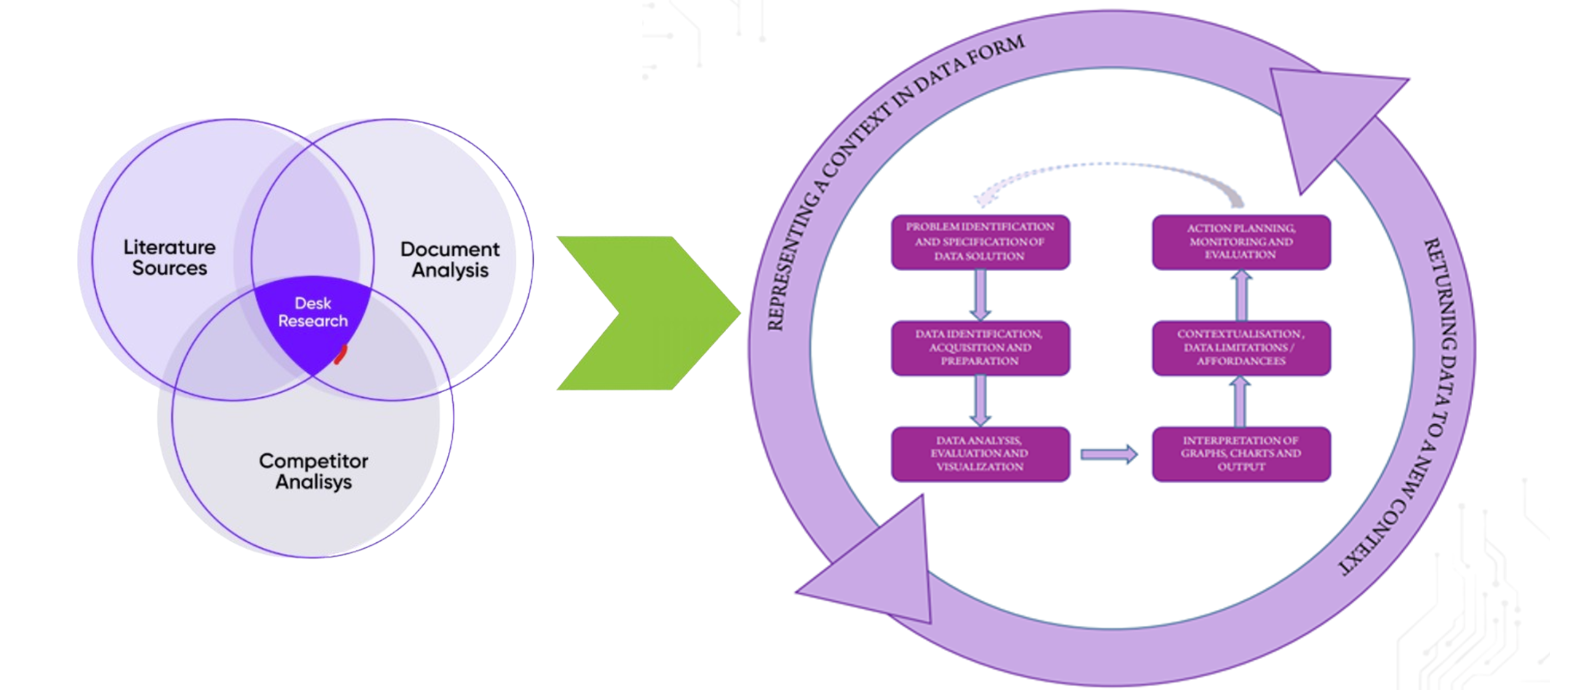 Literature
Sources
Document
Analysis
Desk
Research
Competitor
Analisys
REPRESENTING A CONTEXT IN DATA FORM
PROBLEM IDENTIFICATION
AND SPECIFICATION OF
DATA SOLUTION
DATA IDENTIFICATION,
ACQUISITION AND
PREPARATION
DATA ANALYSIS,
EVALUATION AND
VISUALIZATION
INTERPRETATION OF
GRAPHS, CHARTS AND
OUTPUT
CONTEXTUALISATION ,
DATA LIMITATIONS /
AFFORDANCEES
ACTION PLANNING,
MONITORING AND
EVALUATION
RETURNING DATA TO A NEW CONTEXT